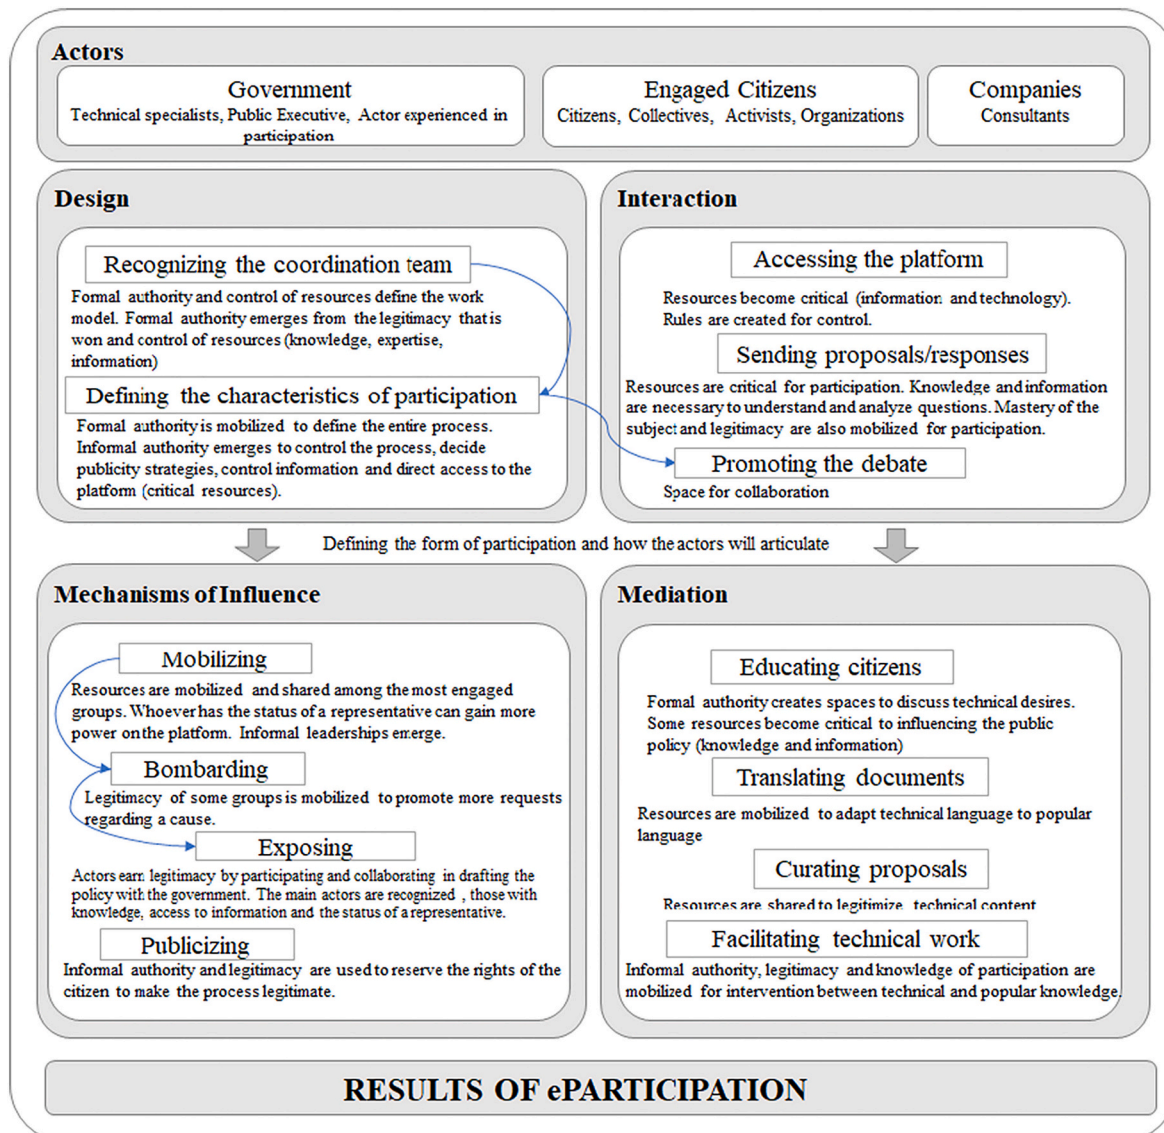 Actors
Government
Technical specialists, Public Executive, Actor experienced in
participation
Engaged Citizens
Citizens, Collectives, Activists, Organizations
Companies
Consultants
Design
Recognizing the coordination team
Formal authority and control of resources define the work
model. Formal authority emerges from the legitimacy that is
won and control of resources (knowledge, expertise,
information)
Defining the characteristics of participation
Formal authority is mobilized to define the entire process.
Informal authority emerges to control the process, decide
publicity strategies, control information and direct access to the
platform (critical resources).
Interaction
Accessing the platform
Resources become critical (information and technology).
Rules are created for control.
Sending proposals/responses
Resources are critical for participation. Knowledge and information
are necessary to understand and analyze questions. Mastery of the
subject and legitimacy are also mobilized for participation.
Promoting the debate
Space for collaboration
Defining the form of participation and how the actors will articulate
Mechanisms of Influence
Mobilizing
Resources are mobilized and shared among the most engaged
groups. Whoever has the status of a representative can gain more
power on the platform. Informal leaderships emerge.
Bombarding
Legitimacy of some groups is mobilized to promote more requests
regarding a cause.
Exposing
Actors earn legitimacy by participating and collaborating in drafting the
policy with the government. The main actors are recognized , those with
knowledge, access to information and the status of a representative.
Publicizing
Informal authority and legitimacy are used to reserve the rights of the
citizen to make the process legitimate.
Mediation
Educating citizens
Formal authority creates spaces to discuss technical desires.
Some resources become critical to influencing the public
policy (knowledge and information)
Translating documents
Resources are mobilized to adapt technical language to popular
language
Curating proposals
Resources are shared to legitimize technical content
Facilitating technical work
Informal authority, legitimacy and knowledge of participation are
mobilized for intervention between technical and popular knowledge.
RESULTS OF ePARTICIPATION